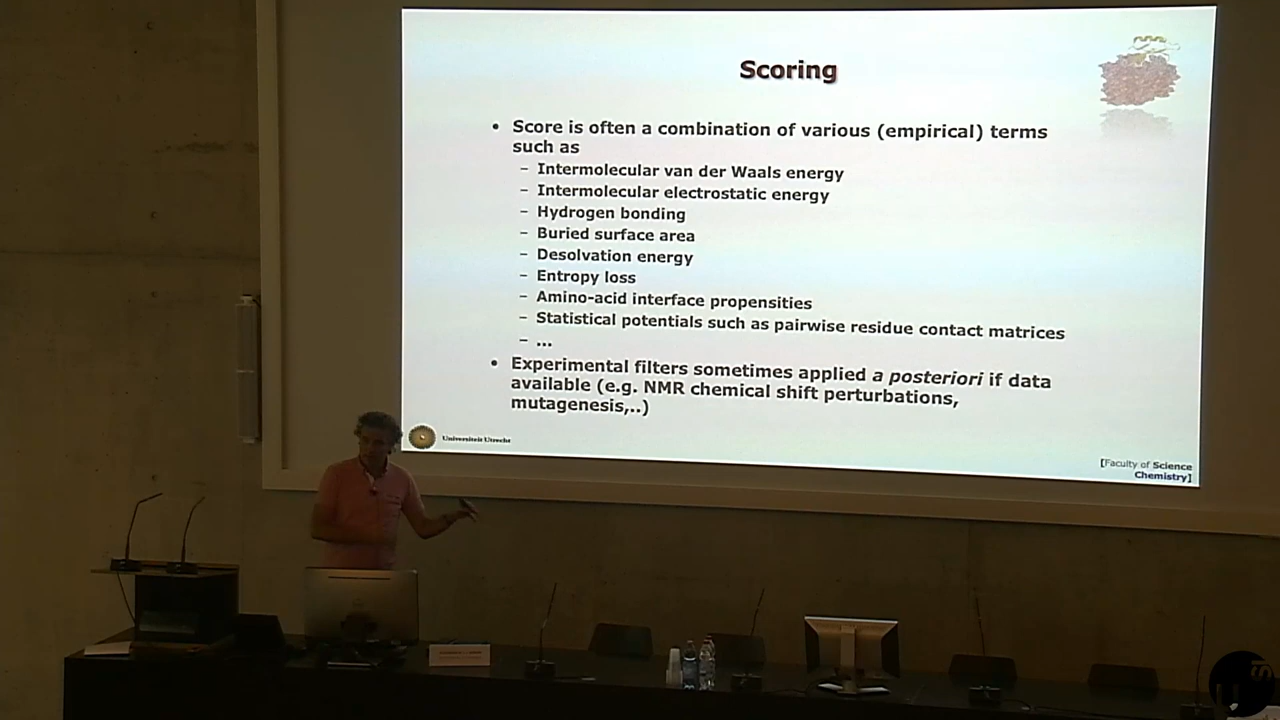 Scoring
• Score is often a combination of various (empirical) terms
such as
– Intermolecular van der Waals energy
– Intermolecular electrostatic energy
– Hydrogen bonding
– Buried surface area
– Desolvation energy
– Entropy loss
– Amino-acid interface propensities
– Statistical potentials such as pairwise residue contact matrices
– ...
• Experimental filters sometimes applied a posteriori if data
available (e.g. NMR chemical shift perturbations,
mutagenesis,..)
Universiteit Utrecht
[Faculty of Science
Chemistry]